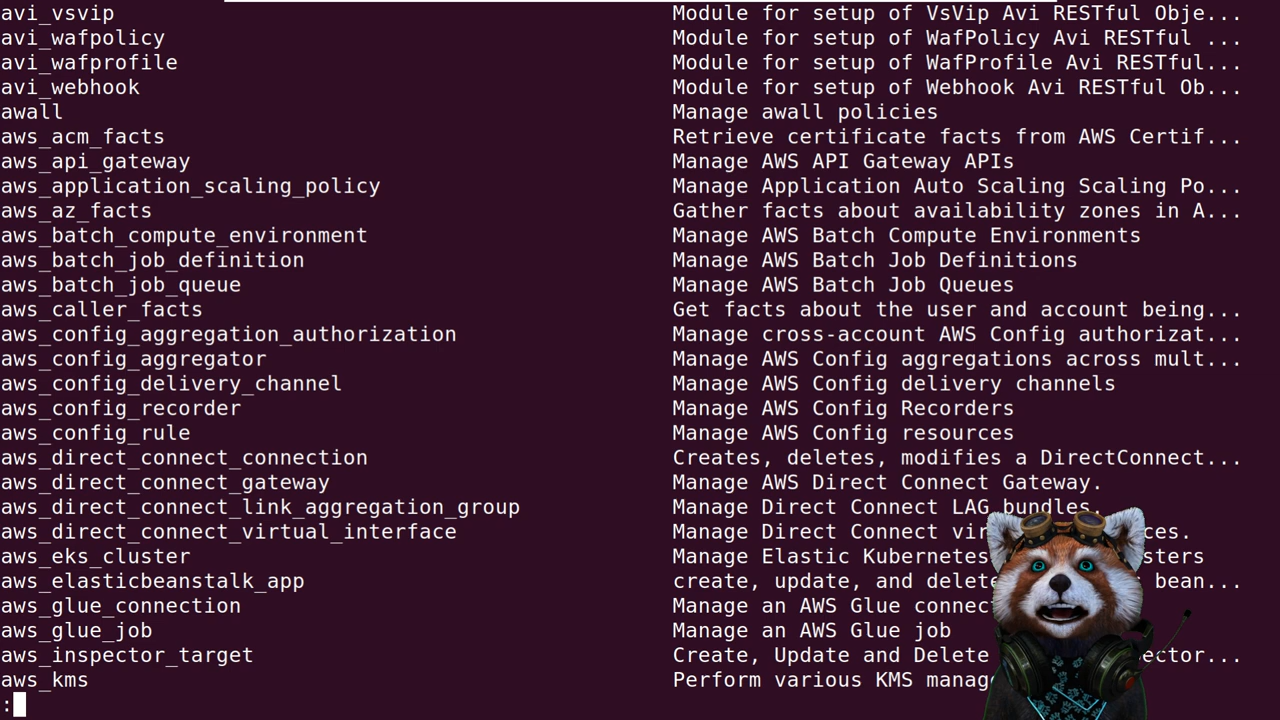 avi_vsvip Module for setup of VsVip Avi RESTful Obje...
avi_wafpolicy Module for setup of WafPolicy Avi RESTful ...
avi_wafprofile Module for setup of WafProfile Avi RESTful...
avi_webhook Module for setup of Webhook Avi RESTful Ob...
awall Manage awall policies
aws_acm_facts Retrieve certificate facts from AWS Certif...
aws_api_gateway Manage AWS API Gateway APIs
aws_application_scaling_policy Manage Application Auto Scaling Scaling Po...
aws_az_facts Gather facts about availability zones in A...
aws_batch_compute_environment Manage AWS Batch Compute Environments
aws_batch_job_definition Manage AWS Batch Job Definitions
aws_batch_job_queue Manage AWS Batch Job Queues
aws_caller_facts Get facts about the user and account being...
aws_config_aggregation_authorization Manage cross-account AWS Config authorizat...
aws_config_aggregator Manage AWS Config aggregations across mult...
aws_config_delivery_channel Manage AWS Config delivery channels
aws_config_recorder Manage AWS Config Recorders
aws_config_rule Manage AWS Config resources
aws_direct_connect_connection Creates, deletes, modifies a DirectConnect...
aws_direct_connect_gateway Manage AWS Direct Connect Gateway.
aws_direct_connect_link_aggregation_group Manage Direct Connect LAG bundles.
aws_direct_connect_virtual_interface Manage Direct Connect
aws_eks_cluster Manage Elastic Kubernetes
aws_elasticbeanstalk_app create, update, and delete bean...
aws_glue_connection Manage an AWS Glue
aws_glue_job Manage an AWS Glue job
aws_inspector_target Create, Update and Delete
aws_kms Perform various KMS
: